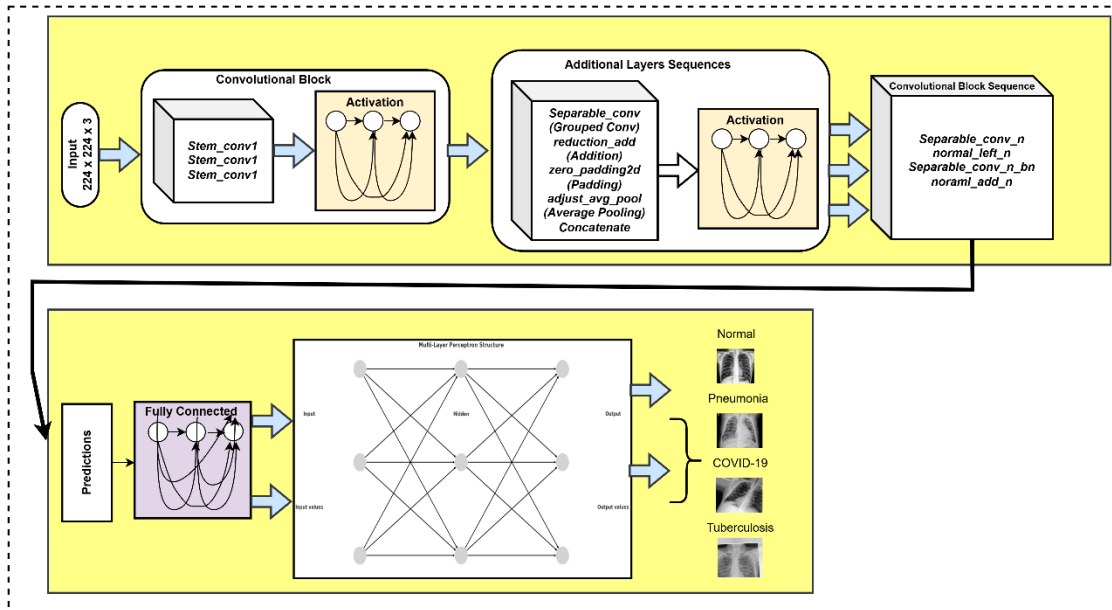 Convolutional Block
Additional Layers Sequences
Convolutional Block Sequence
Input
224 x 224 x 3
Stem_conv1
Stem_conv1
Stem_conv1
Activation
Separable_conv
(Grouped Conv)
reduction_add
(Addition)
zero_padding2d
(Padding)
adjust_avg_pool
(Average Pooling)
Concatenate
Activation
Separable_conv_n
normal_left_n
Separable_conv_n_bn
noraml_add_n
Predictions
Fully Connected
Multi-Layer Perceptron Structure
Input
Hidden
Output
Input values
Output values
Normal
Pneumonia
COVID-19
Tuberculosis